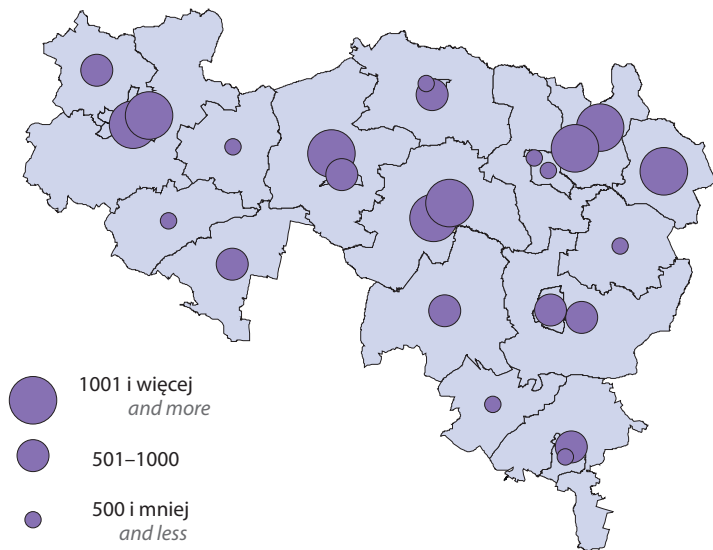 1001 i więcej
and more
501–1000
500 i mniej
and less